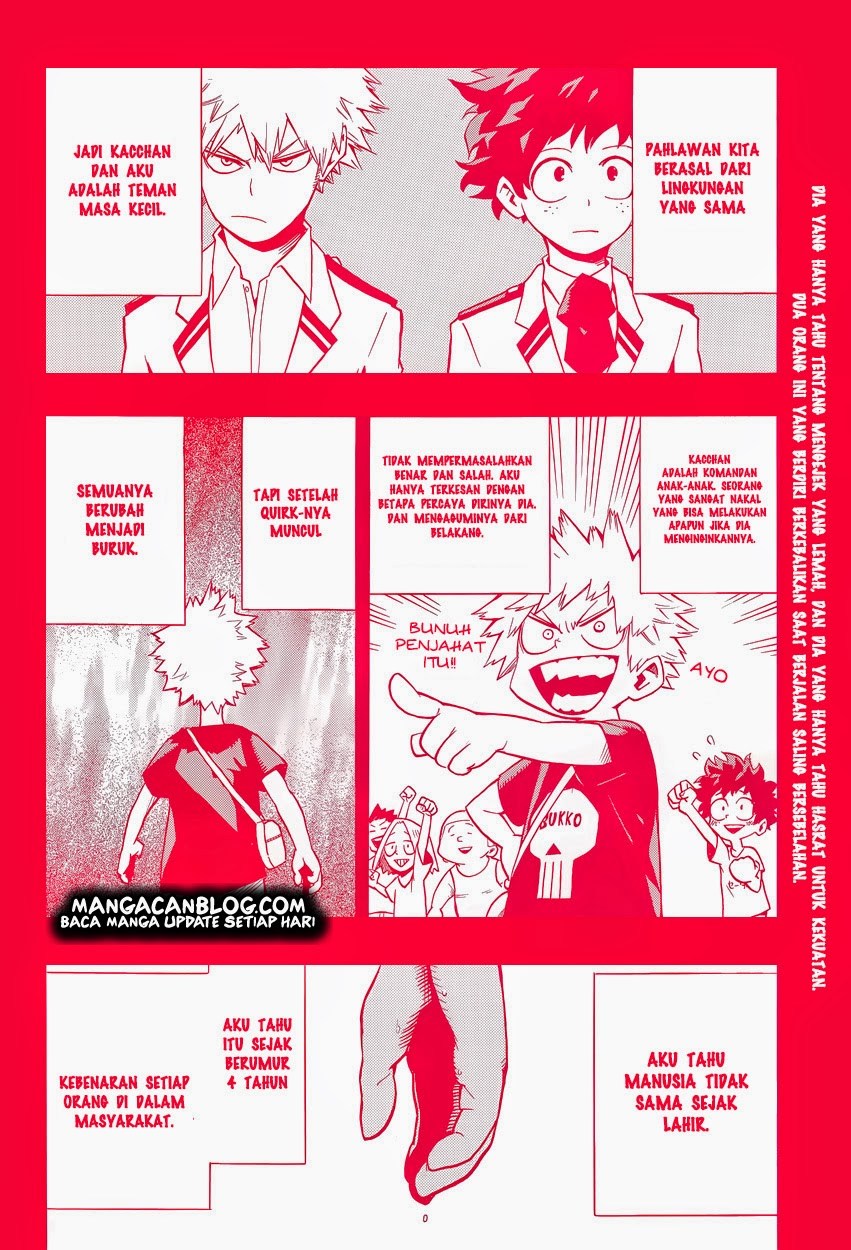 PAHLAWAN KITA
BERASAL DARI
LINGKUNGAN
YANG SAMA
JADI KACCHAN
DAN AKU
ADALAH TEMAN
MASA KECIL.
DIA YANG HANYA TAHU TENTANG MENGEJEK YANG LEMAH, DAN DIA YANG HANYA TAHU HASRAT UNTUK KEKUATAN.
DUA ORANG INI YANG BERDIRI BERKEBALIKAN SAAT BERJALAN SALING BERSEBELAHAN.
KACCHAN
ADALAH KOMANDAN
ANAK-ANAK. SEORANG
YANG SANGAT NAKAL
YANG BISA MELAKUKAN
APAPUN JIKA DIA
MENGINGINKANNYA.
TIDAK MEMPERMASALAHKAN
BENAR DAN SALAH. AKU
HANYA TERKESAN DENGAN
BETAPA PERCAYA DIRINYA DIA.
DAN MENGAGUMINYA DARI
BELAKANG.
BUNUH
PENJAHAT
ITU!!
AYO
BUKKO
TAPI SETELAH
QUIRK-NYA
MUNCUL
SEMUANYA
BERUBAH
MENJADI
BURUK.
MANGACANBLOG.COM
BACA MANGA UPDATE SETIAP HARI
AKU TAHU
MANUSIA TIDAK
SAMA SEJAK
LAHIR.
AKU TAHU
ITU SEJAK
BERUMUR
4 TAHUN
KEBENARAN SETIAP
ORANG DI DALAM
MASYARAKAT.
0